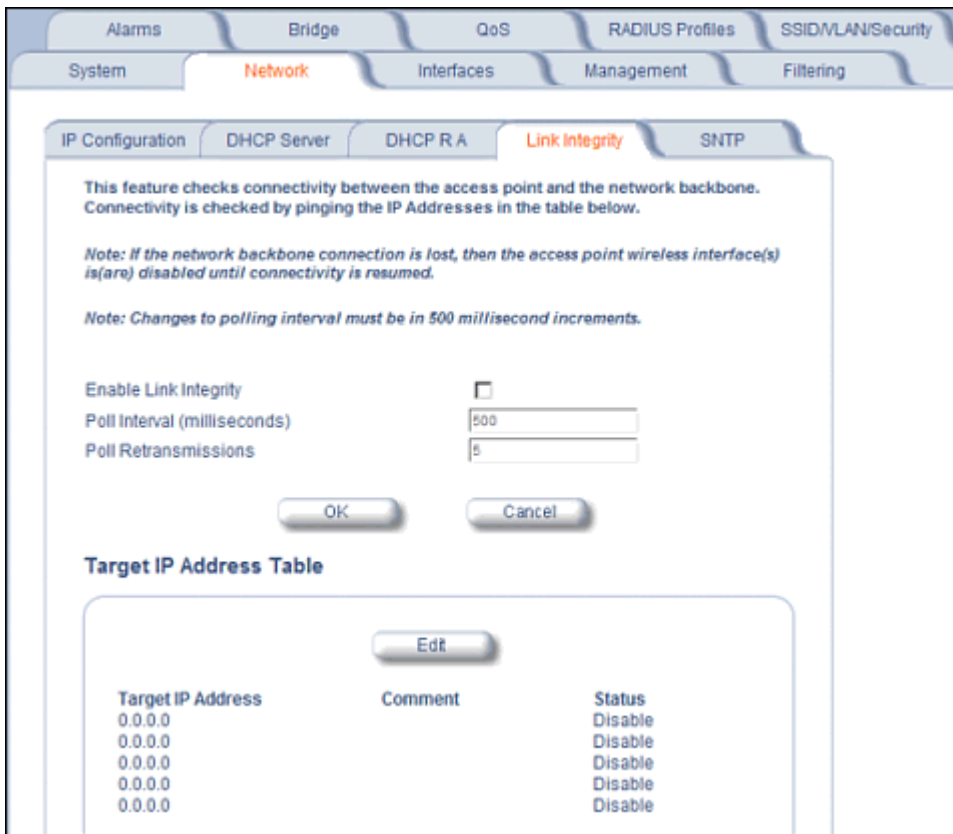 Alarms Bridge QoS RADIUS Profiles SSID/VLAN/Security
System Network Interfaces Management Filtering
IP Configuration DHCP Server DHCP R A Link Integrity SNTP
This feature checks connectivity between the access point and the network backbone.
Connectivity is checked by pinging the IP Addresses in the table below.
Note: If the network backbone connection is lost, then the access point wireless interface(s)
is(are) disabled until connectivity is resumed.
Note: Changes to polling interval must be in 500 millisecond increments.
Enable Link Integrity
Poll Interval (milliseconds) 500
Poll Retransmissions 5
OK Cancel
Target IP Address Table
Edit
Target IP Address Comment Status
0.0.0.0 Disable
0.0.0.0 Disable
0.0.0.0 Disable
0.0.0.0 Disable
0.0.0.0 Disable